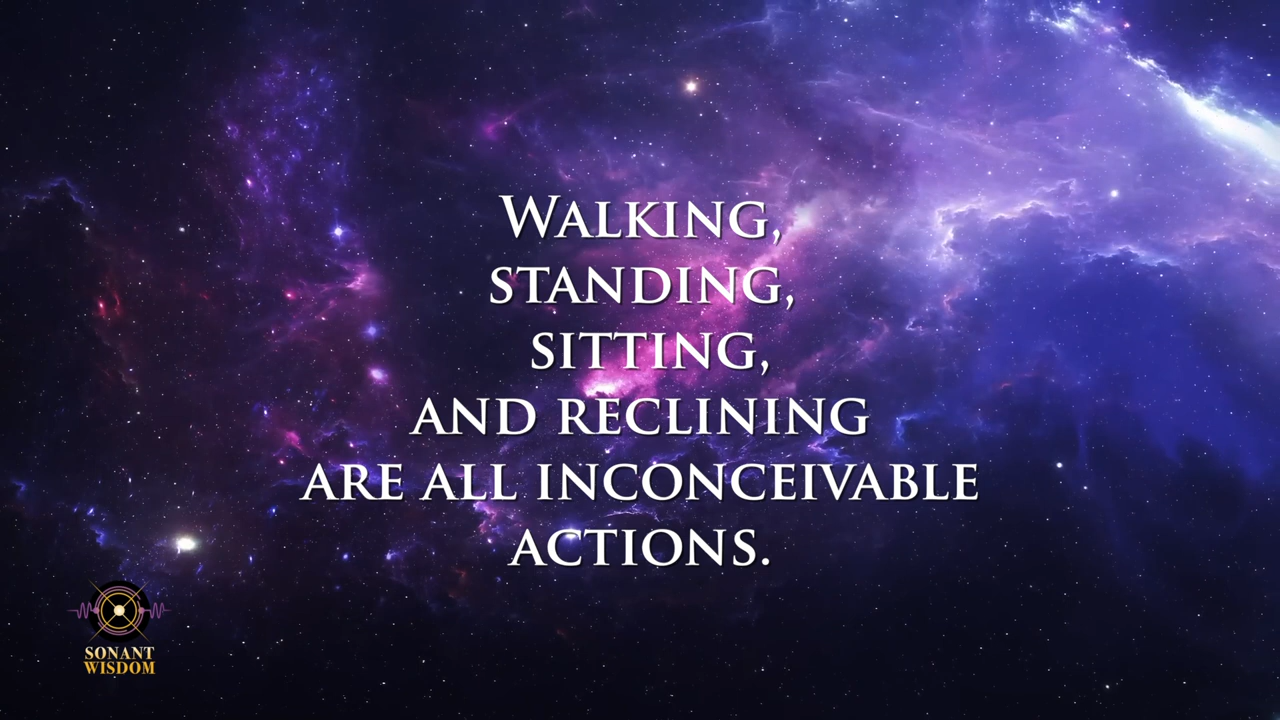 Walking,
standing,
sitting,
and reclining
are all inconceivable
actions.
SONANT
WISDOM